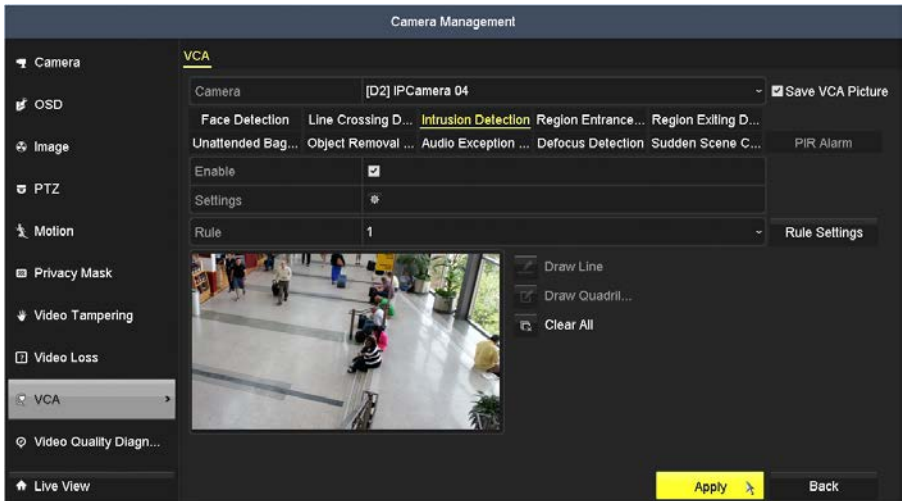 Camera Management
Camera
OSD
Image
PTZ
Motion
Privacy Mask
Video Tampering
Video Loss
VCA
Video Quality Diagn...
Live View
VCA
Camera [D2] IPCamera 04 Save VCA Picture
Face Detection Line Crossing D... Intrusion Detection Region Entrance... Region Exiting D...
Unattended Bag... Object Removal ... Audio Exception ... Defocus Detection Sudden Scene C... PIR Alarm
Enable
Settings
Rule 1 Rule Settings
Draw Line
Draw Quadril...
Clear All
Apply Back